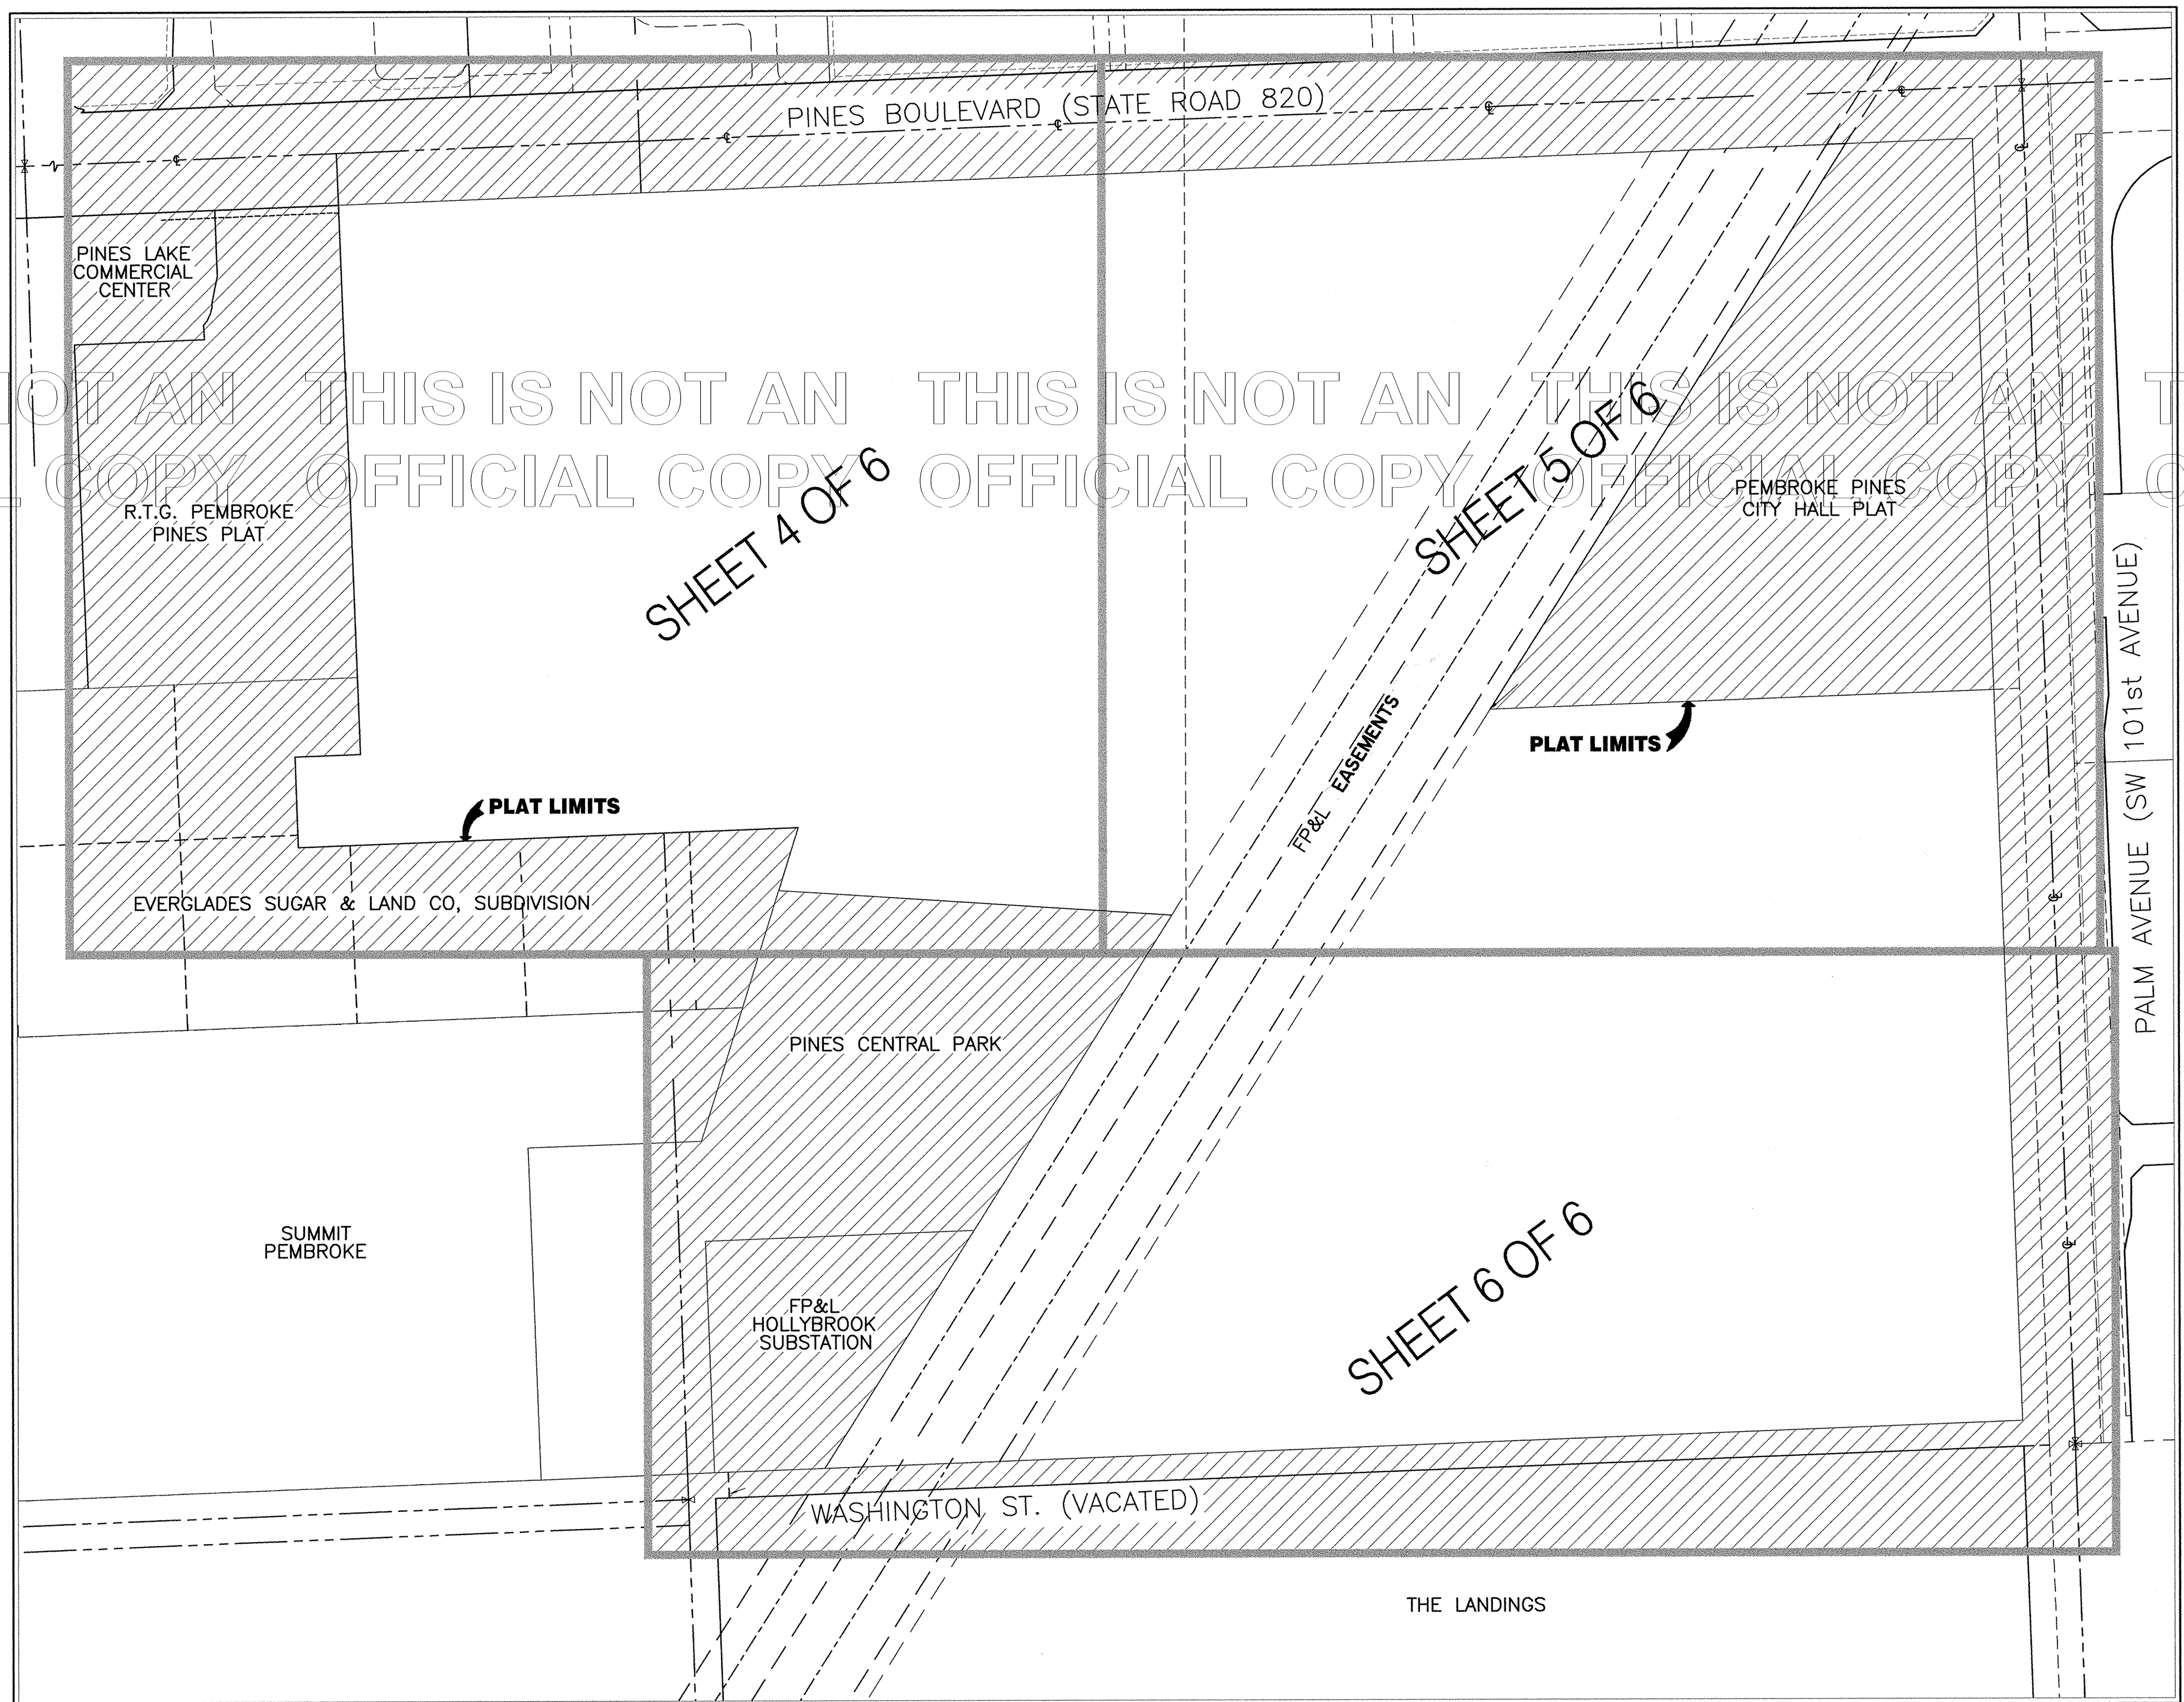 PINES BOULEVARD (STATE ROAD 820)
PINES LAKE
COMMERCIAL
CENTER
THIS IS NOT AN
OFFICIAL COPY
THIS IS NOT AN
OFFICIAL COPY
THIS IS NOT AN
OFFICIAL COPY
OT AN
L COPY
R.T.G. PEMBROKE
PINES PLAT
SHEET 4 OF 6
SHEET 5 OF 6
PEMBROKE PINES
CITY HALL PLAT
PALM AVENUE (SW 101st AVENUE)
FP&L EASEMENTS
PLAT LIMITS
PLAT LIMITS
EVERGLADES SUGAR & LAND CO, SUBDIVISION
PINES CENTRAL PARK
SUMMIT
PEMBROKE
FP&L
HOLLYBROOK
SUBSTATION
SHEET 6 OF 6
WASHINGTON ST. (VACATED)
THE LANDINGS